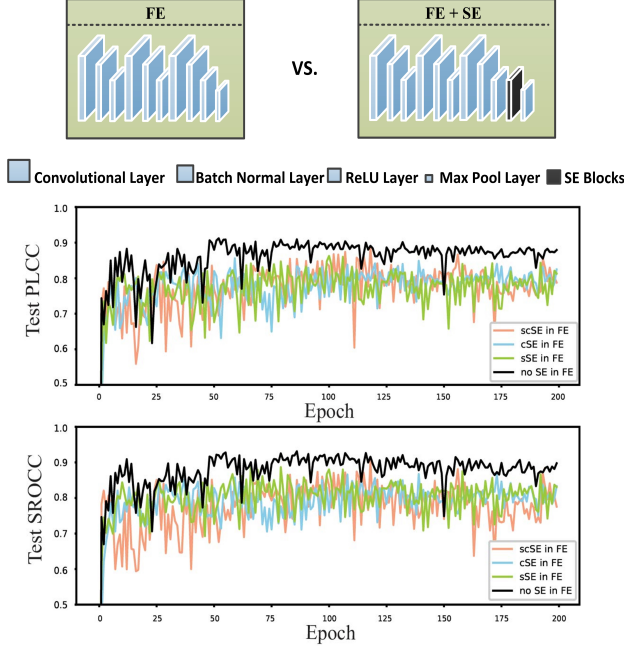 FE
FE + SE
VS.
Convolutional Layer
Batch Normal Layer
ReLU Layer
Max Pool Layer
SE Blocks
1.0
0.9
0.8
0.7
0.6
0.5
Test PLCC
scSE in FE
cSE in FE
sSE in FE
no SE in FE
0 25 50 75 100 125 150 175 200
Epoch
1.0
0.9
0.8
0.7
0.6
0.5
Test SROCC
scSE in FE
cSE in FE
sSE in FE
no SE in FE
0 25 50 75 100 125 150 175 200
Epoch